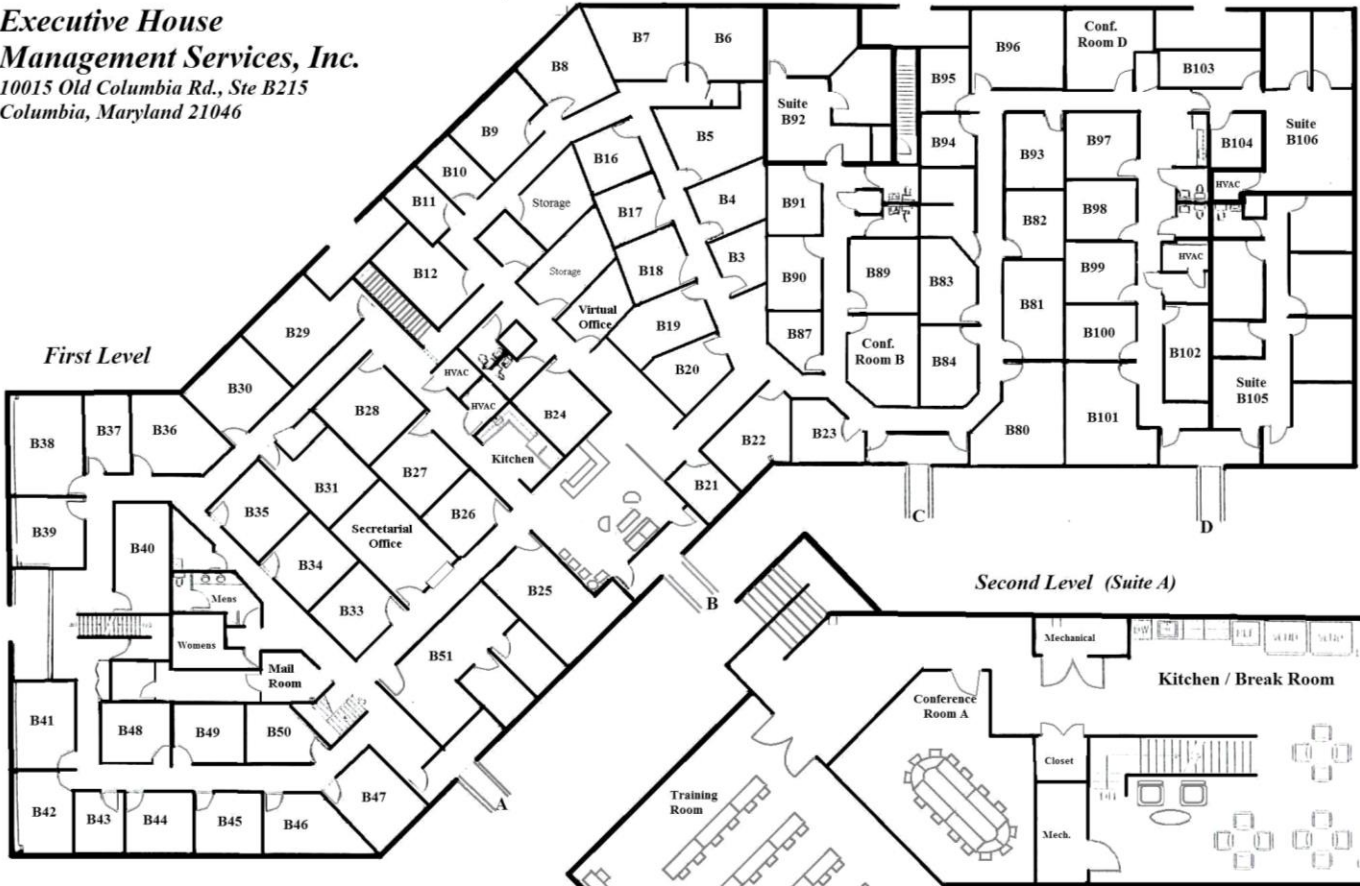 Executive House
Management Services, Inc.
10015 Old Columbia Rd., Ste B215
Columbia, Maryland 21046
First Level
B7
B6
B8
B9
B10
B11
B12
B16
B5
B17
B4
B18
B3
B19
B20
Storage
Storage
Virtual
Office
B29
B30
B28
HVAC
HVAC
B24
Kitchen
B27
B26
B31
Secretarial
Office
B35
B34
B33
B25
B51
B22
B23
B21
B38
B37
B36
B39
B40
Mens
Womens
Mail
Room
B41
B48
B49
B50
B42
B43
B44
B45
B46
B47
A
B
Suite
B92
B95
B94
B96
Conf.
Room D
B103
B93
B97
B104
Suite
B106
HVAC
B91
B82
B98
B90
B89
B83
B81
B99
HVAC
B87
Conf.
Room B
B84
B100
B102
B80
B101
Suite
B105
C
D
Second Level (Suite A)
Mechanical
DW
REF
Kitchen / Break Room
Conference
Room A
Closet
Training
Room
Mech.